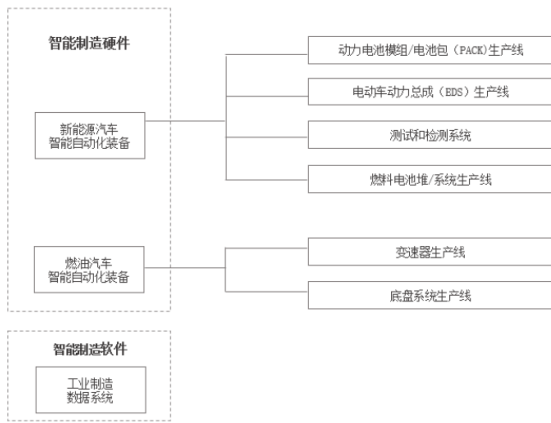 智能制造硬件
动力电池模组/电池包（PACK)生产线
电动车动力总成（EDS）生产线
新能源汽车
智能自动化装备
测试和检测系统
燃料电池堆/系统生产线
变速器生产线
燃油汽车
智能自动化装备
底盘系统生产线
智能制造软件
工业制造
数据系统